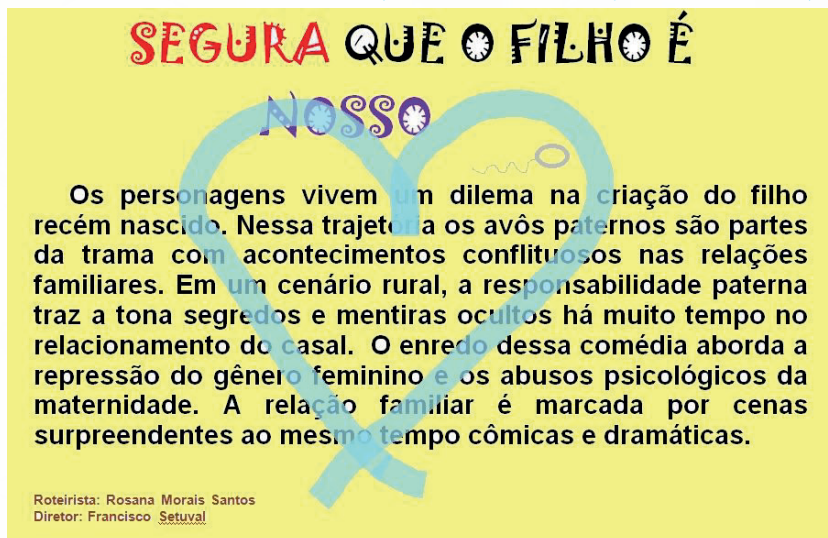 SEGURA QUE O FILHO É
NOSSO
Os personagens vivem um dilema na criação do filho
recém nascido. Nessa trajetoria os avôs paternos são partes
da trama com acontecimentos conflituosos nas relações
familiares. Em um cenário rural, a responsabilidade paterna
traz a tona segredos e mentiras ocultos há muito tempo no
relacionamento do casal. O enredo dessa comédia aborda a
repressão do gênero feminino e os abusos psicológicos da
maternidade. A relação familiar é marcada por cenas
surpreendentes ao mesmo tempo cômicas e dramáticas.
Roteirista: Rosana Morais Santos
Diretor: Francisco Setuval